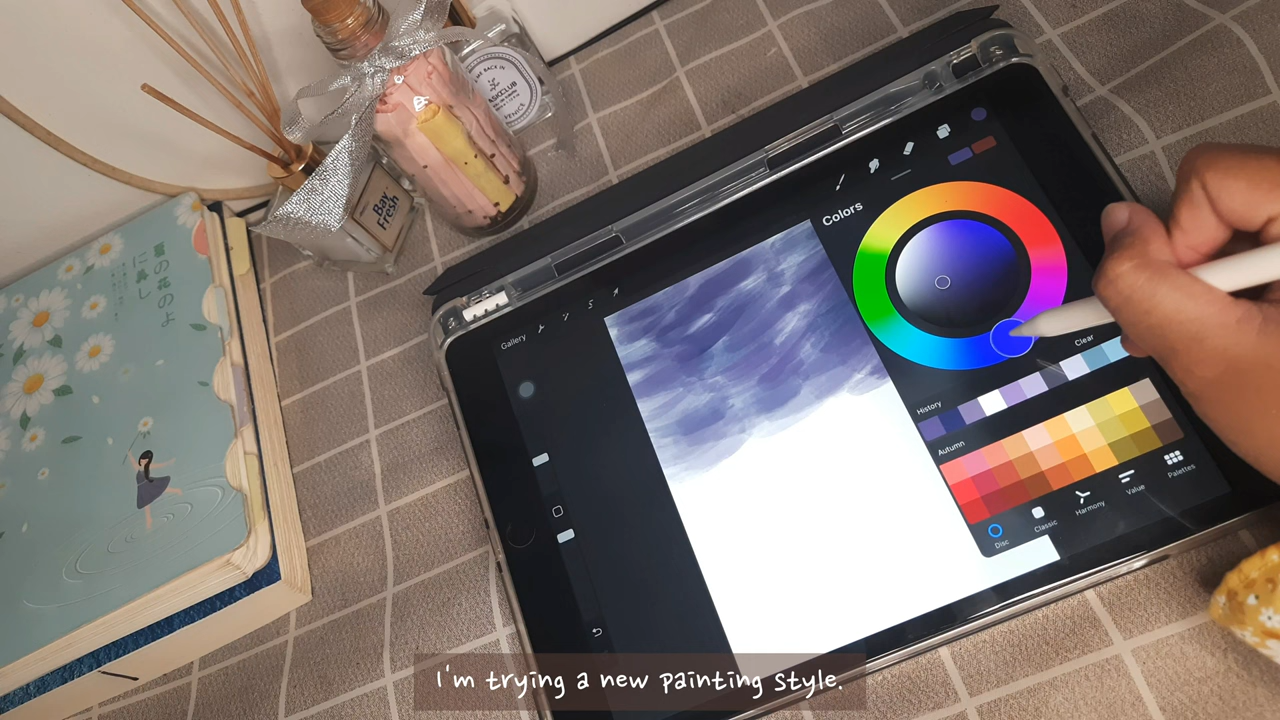 夏の花のよ
に美し
Bay
Fresh
VENICE
Gallery
Colors
Clear
History
Autumn
Disc
Classic
Harmony
Value
Palettes
I'm trying a new painting style.